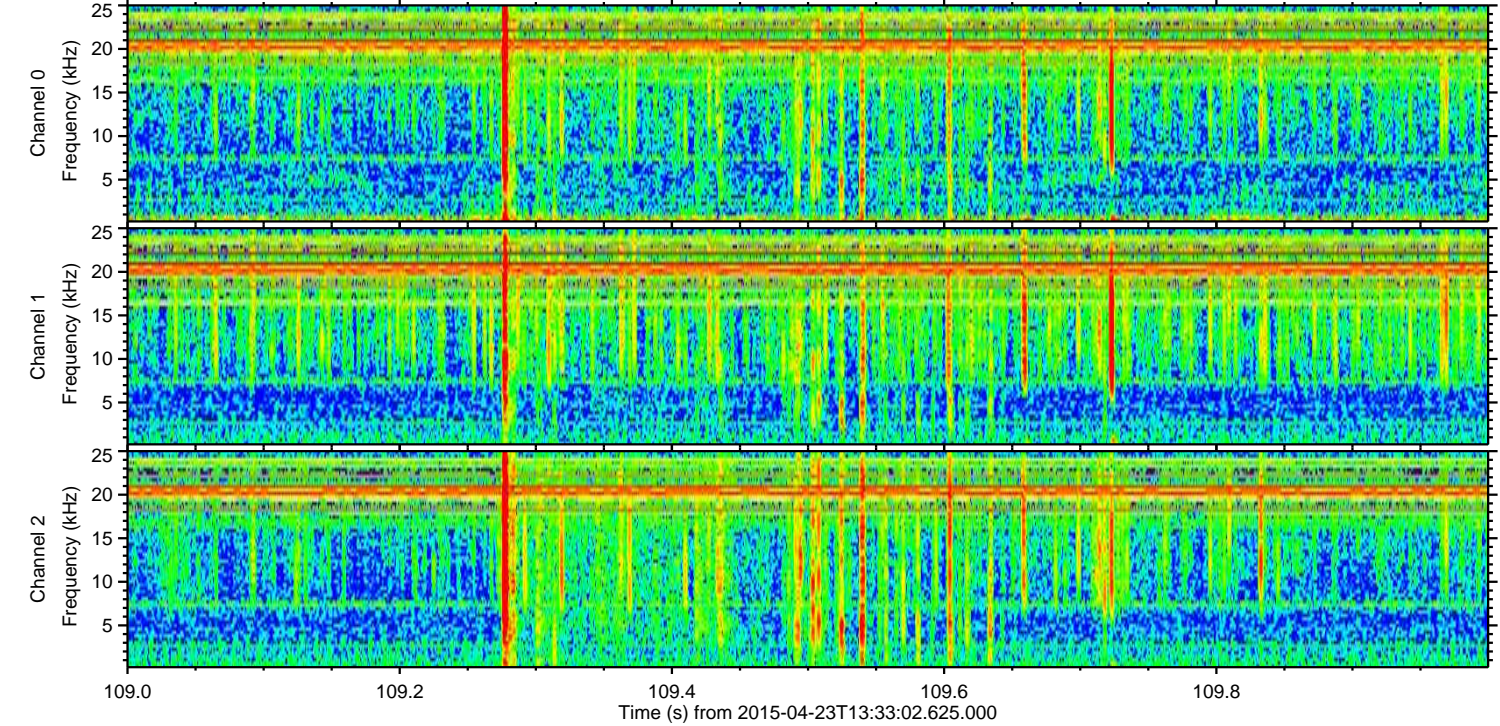 Channel 0
Frequency (kHz)
25
20
15
10
5
Channel 1
Frequency (kHz)
25
20
15
10
5
Channel 2
Frequency (kHz)
25
20
15
10
5
109.0 109.2 109.4 109.6 109.8
Time (s) from 2015-04-23T13:33:02.625.000